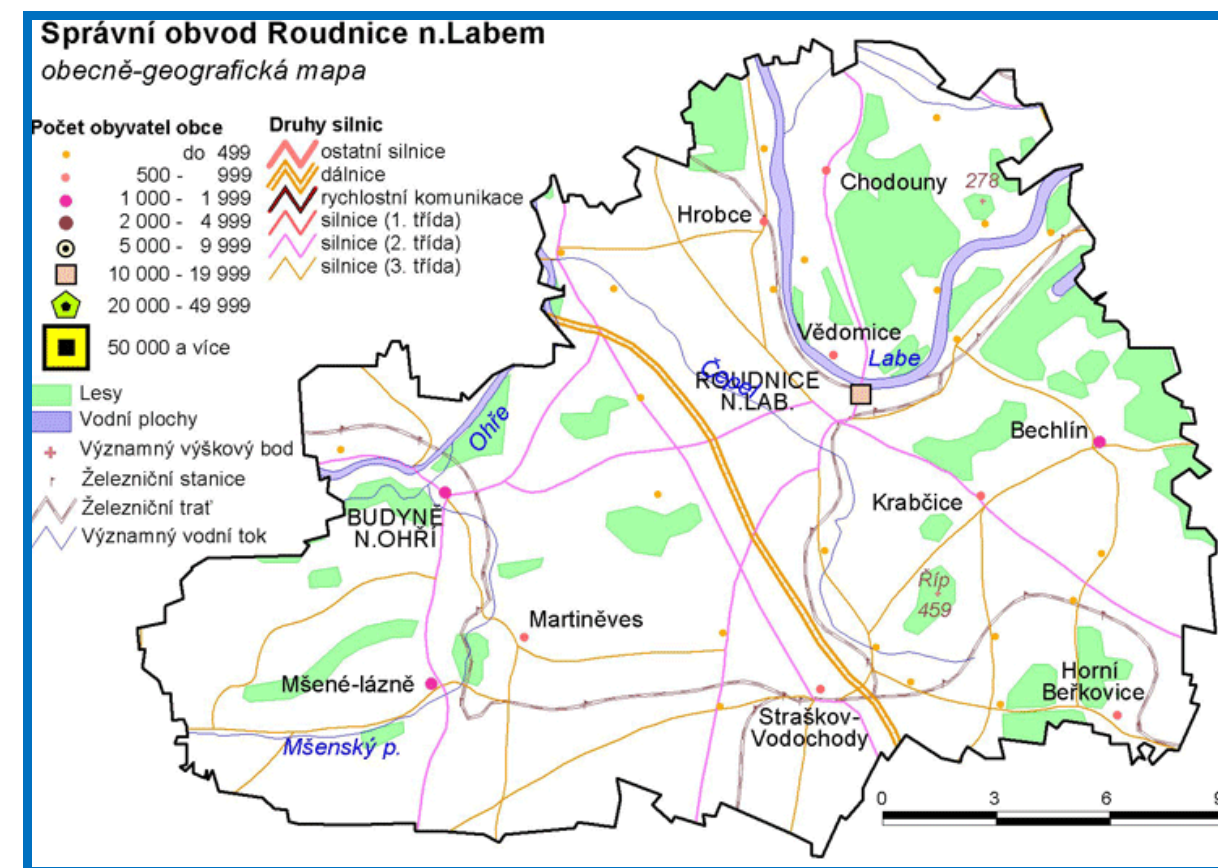 Správní obvod Roudnice n.Labem
obecně-geografická mapa
Počet obyvatel obce
do 499
500 - 999
1 000 - 1 999
2 000 - 4 999
5 000 - 9 999
10 000 - 19 999
20 000 - 49 999
50 000 a více
Druhy silnic
ostatní silnice
dálnice
rychlostní komunikace
silnice (1. třída)
silnice (2. třída)
silnice (3. třída)
Lesy
Vodní plochy
Významný výškový bod
Železniční stanice
Železniční trať
Významný vodní tok
Chodouny
278
Hrobce
Vědomice
Labe
Čepel
ROUDNICE
N.LAB.
Ohře
Bechlín
Krabčice
BUDYNĚ
N.OHŘÍ
Říp
459
Martiněves
Mšené-lázně
Horní
Beřkovice
Straškov-
Vodochody
Mšenský p.
0 3 6 9